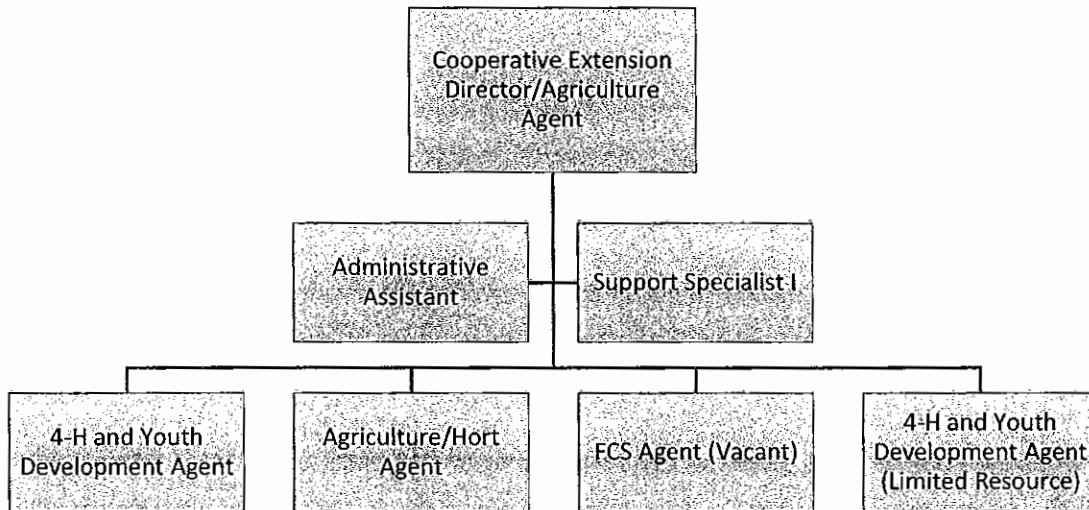 Cooperative Extension
Director/Agriculture
Agent
Administrative
Assistant
Support Specialist I
4-H and Youth
Development Agent
Agriculture/Hort
Agent
FCS Agent (Vacant)
4-H and Youth
Development Agent
(Limited Resource)